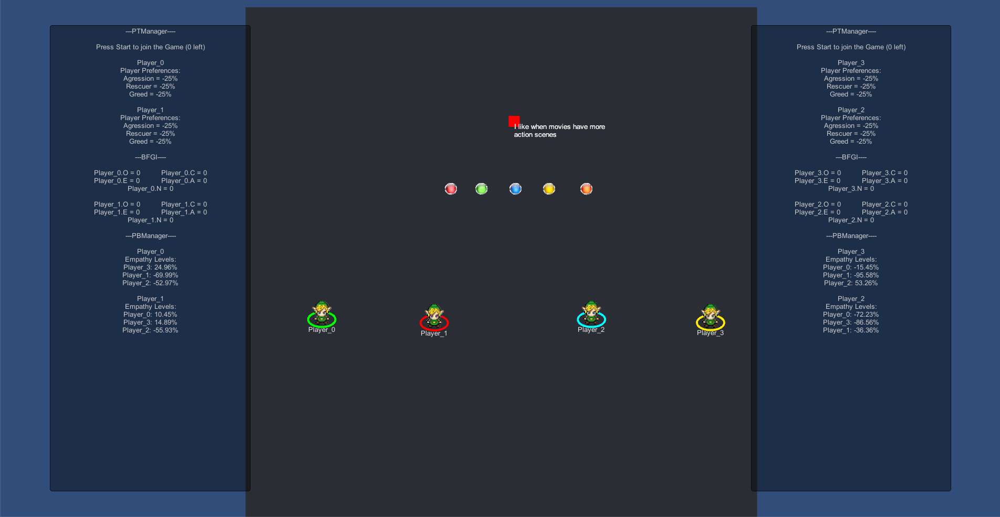 ---PTManager----
Press Start to join the Game (0 left)
Player_0
Player Preferences:
Agression = -25%
Rescuer = -25%
Greed = -25%
Player_1
Player Preferences:
Agression = -25%
Rescuer = -25%
Greed = -25%
---BFGI----
Player_0.O = 0 Player_0.C = 0
Player_0.E = 0 Player_0.A = 0
Player_0.N = 0
Player_1.O = 0 Player_1.C = 0
Player_1.E = 0 Player_1.A = 0
Player_1.N = 0
---PBManager----
Player_0
Empathy Levels:
Player_3: 24.96%
Player_1: -69.99%
Player_2: -52.97%
Player_1
Empathy Levels:
Player_0: 10.45%
Player_3: 14.89%
Player_2: -55.93%
I like when movies have more
action scenes
Player_0
Player_1
Player_2
Player_3
---PTManager----
Press Start to join the Game (0 left)
Player_3
Player Preferences:
Agression = -25%
Rescuer = -25%
Greed = -25%
Player_2
Player Preferences:
Agression = -25%
Rescuer = -25%
Greed = -25%
---BFGI----
Player_3.O = 0 Player_3.C = 0
Player_3.E = 0 Player_3.A = 0
Player_3.N = 0
Player_2.O = 0 Player_2.C = 0
Player_2.E = 0 Player_2.A = 0
Player_2.N = 0
---PBManager----
Player_3
Empathy Levels:
Player_0: -15.45%
Player_1: -95.58%
Player_2: 53.26%
Player_2
Empathy Levels:
Player_0: -72.23%
Player_3: -86.56%
Player_1: -36.36%